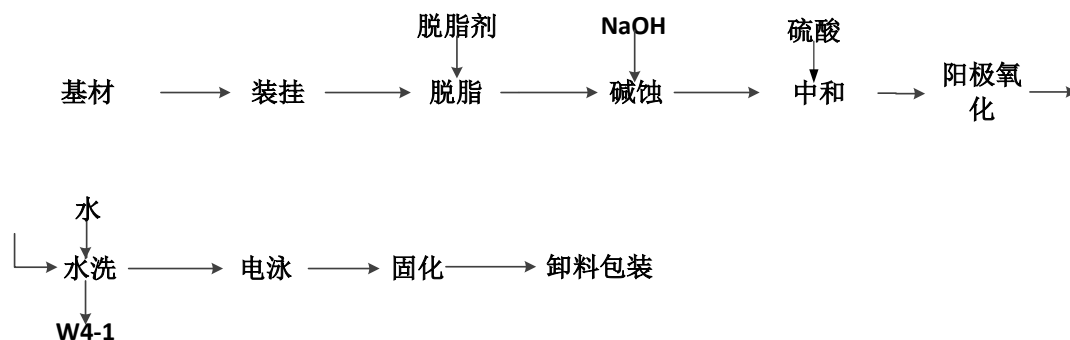 脱脂剂
NaOH
硫酸
基材
装挂
脱脂
碱蚀
中和
阳极氧
化
水
水洗
电泳
固化
卸料包装
W4-1